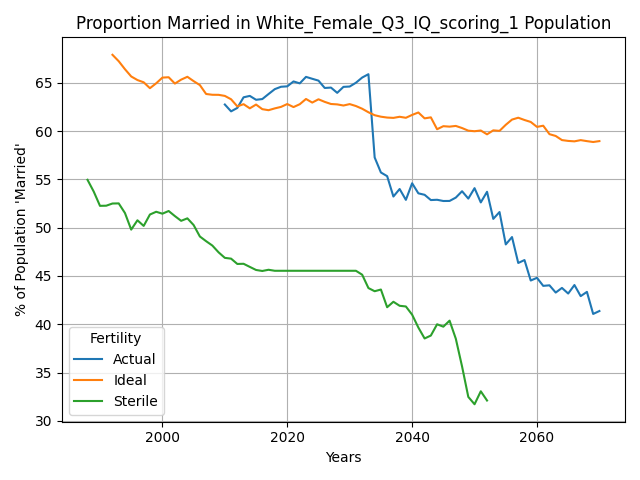 Proportion Married in White_Female_Q3_IQ_scoring_1 Population
% of Population 'Married'
65
60
55
50
45
40
35
30
Fertility
Actual
Ideal
Sterile
2000 2020 2040 2060
Years